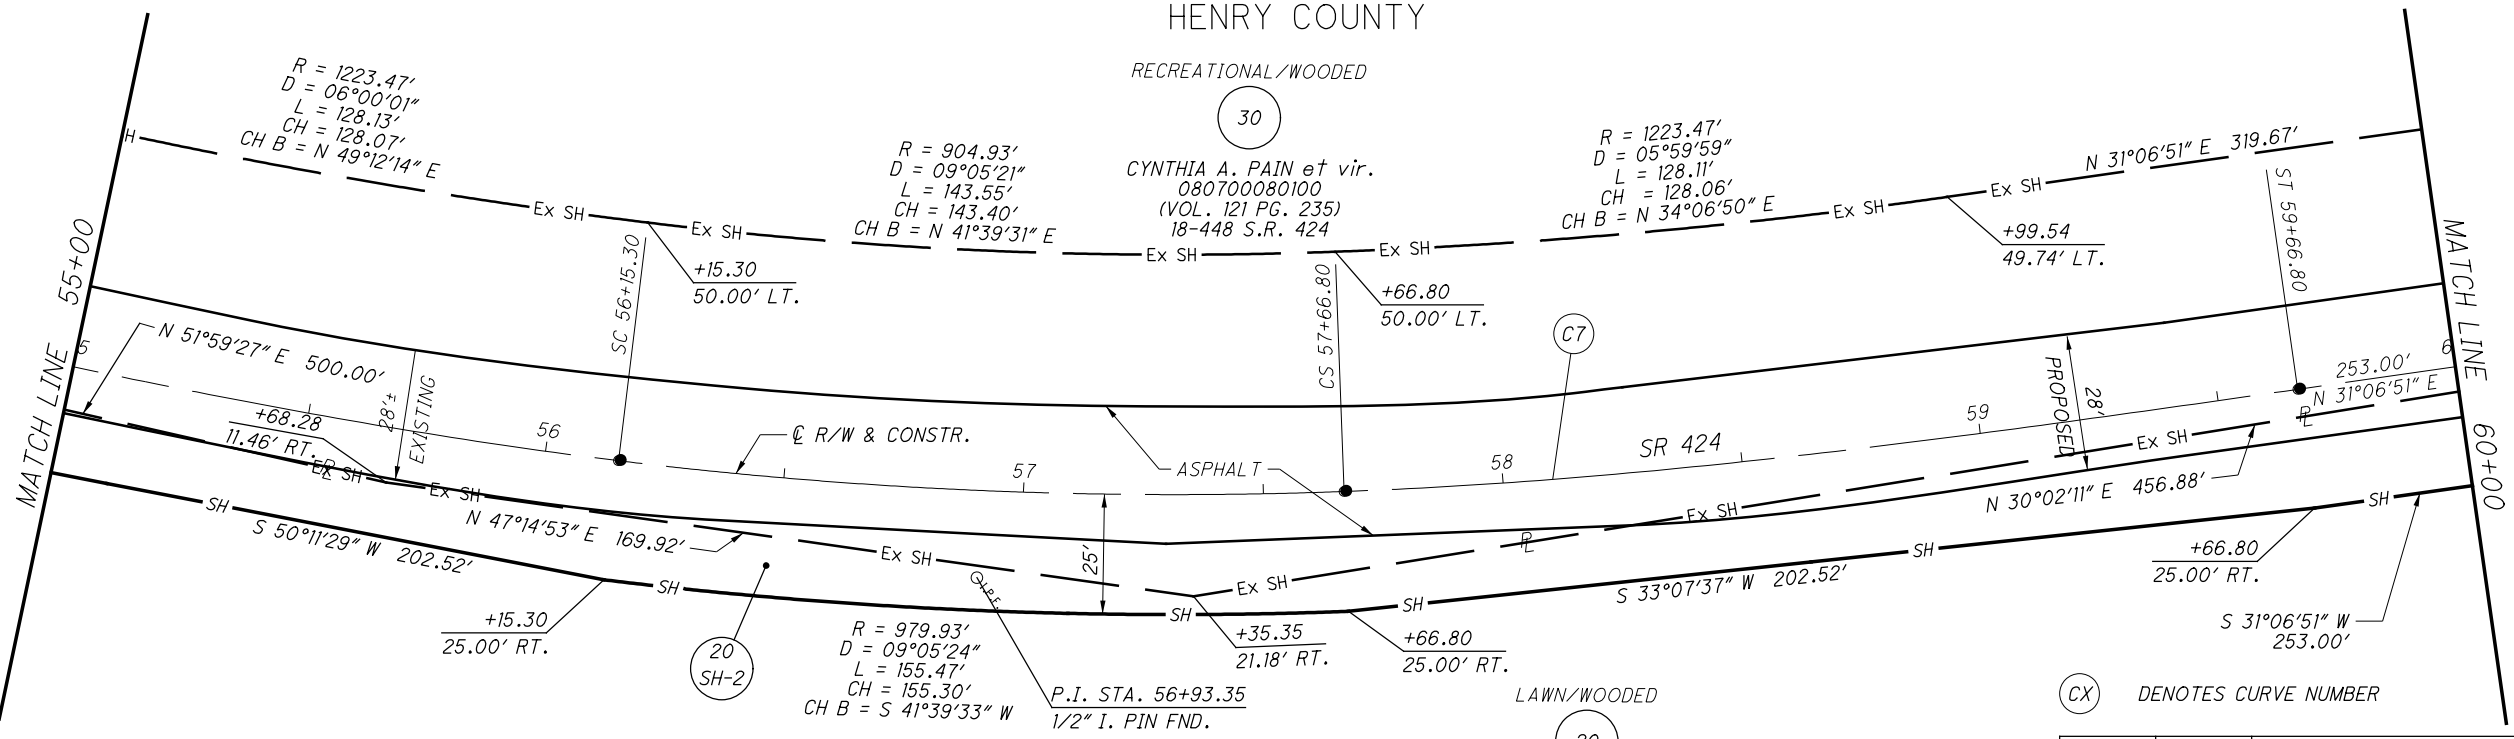 HENRY COUNTY
RECREATIONAL/WOODED
30
CYNTHIA A. PAIN et vir.
080700080100
(VOL. 121 PG. 235)
18-448 S.R. 424
R = 1223.47'
D = 06°00'01"
L = 128.13'
CH = 128.07'
CH B = N 49°12'14" E
R = 904.93'
D = 09°05'21"
L = 143.55'
CH = 143.40'
CH B = N 41°39'31" E
R = 1223.47'
D = 05°59'59"
L = 128.11'
CH = 128.06'
CH B = N 34°06'50" E
N 31°06'51" E 319.67'
H
Ex SH
Ex SH
Ex SH
Ex SH
Ex SH
Ex SH
MATCH LINE 55+00
MATCH LINE 60+00
SC 56+15.30
+15.30
50.00' LT.
CS 57+66.80
+66.80
50.00' LT.
+99.54
49.74' LT.
ST 59+66.80
C7
5
N 51°59'27" E 500.00'
28'±
EXISTING
+68.28
11.46' RT.
56
℄ R/W & CONSTR.
57
ASPHALT
58
SR 424
59
28'
PROPOSED
253.00'
6
N 31°06'51" E
℄
Ex SH
Ex SH
Ex SH
Ex SH
Ex SH
Ex SH
PL
PL
PL
N 47°14'53" E 169.92'
N 30°02'11" E 456.88'
25'
SH
S 50°11'29" W 202.52'
SH
SH
SH
SH
SH
S 33°07'37" W 202.52'
+15.30
25.00' RT.
20
SH-2
R = 979.93'
D = 09°05'24"
L = 155.47'
CH = 155.30'
CH B = S 41°39'33" W
I.P.F.
P.I. STA. 56+93.35
1/2" I. PIN FND.
+35.35
21.18' RT.
+66.80
25.00' RT.
+66.80
25.00' RT.
S 31°06'51" W
253.00'
LAWN/WOODED
CX
DENOTES CURVE NUMBER